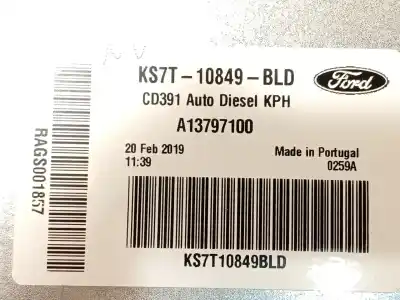 KS7T-10849-BLD
Ford
CD391 Auto Diesel KPH
A13797100
20 Feb 2019
11:39
Made in Portugal
0259A
KS7T10849BLD
RAGS001857